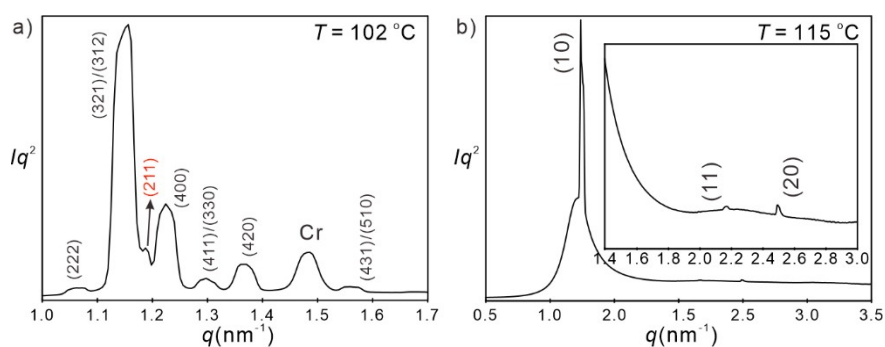 a)
T = 102 °C
(321)/(312)
(211)
(400)
(222)
(411)/(330)
(420)
Cr
(431)/(510)
Iq²
1.0 1.1 1.2 1.3 1.4 1.5 1.6 1.7
q(nm⁻¹)
b)
T = 115 °C
(10)
(11)
(20)
1.4 1.6 1.8 2.0 2.2 2.4 2.6 2.8 3.0
Iq²
0.5 1.0 1.5 2.5 3.0 3.5
q(nm⁻¹)